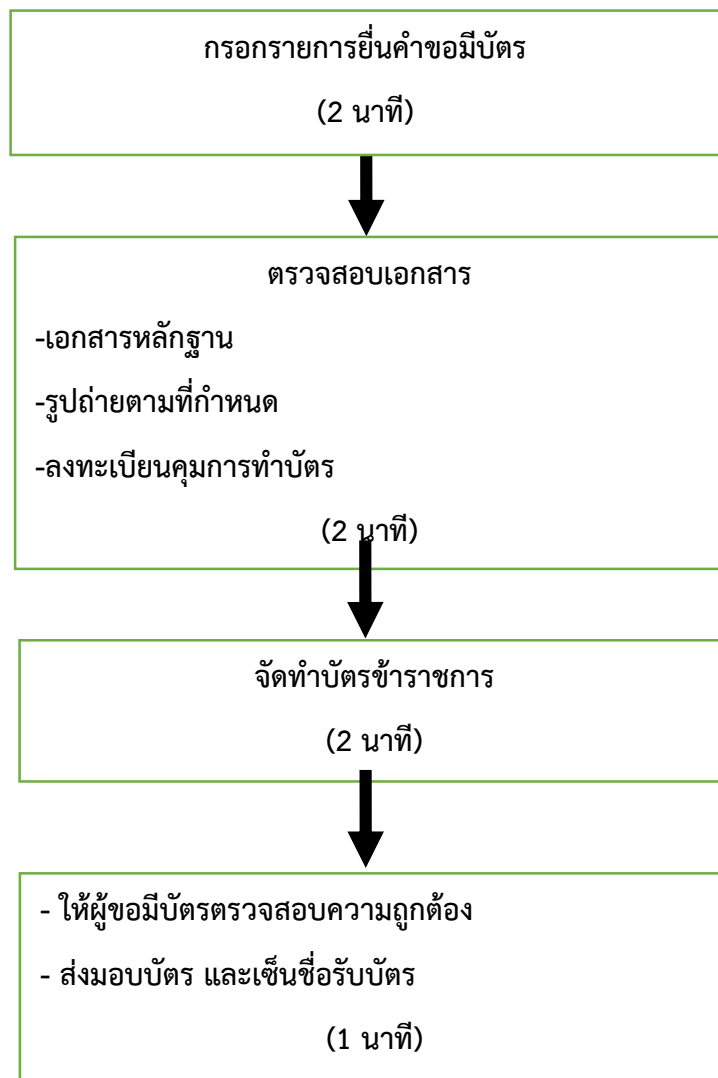 กรอกรายการยื่นคำขอมีบัตร
(2 นาที)
ตรวจสอบเอกสาร
-เอกสารหลักฐาน
-รูปถ่ายตามที่กำหนด
-ลงทะเบียนคุมการทำบัตร
(2 นาที)
จัดทำบัตรข้าราชการ
(2 นาที)
- ให้ผู้ขอมีบัตรตรวจสอบความถูกต้อง
- ส่งมอบบัตร และเซ็นชื่อรับบัตร
(1 นาที)